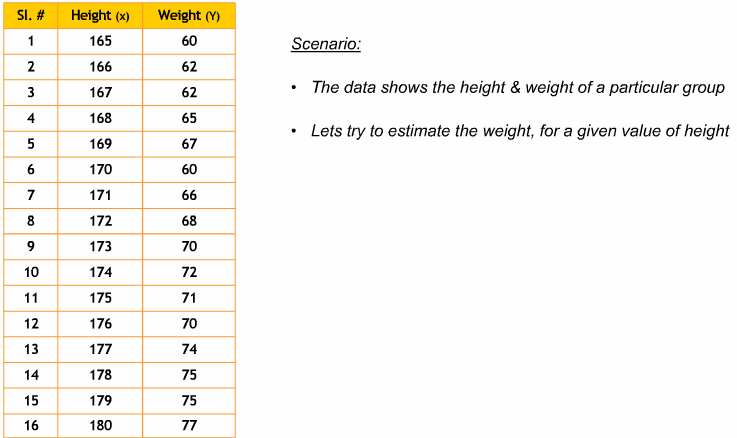 Sl. # Height (x) Weight (Y)
1 165 60
2 166 62
3 167 62
4 168 65
5 169 67
6 170 60
7 171 66
8 172 68
9 173 70
10 174 72
11 175 71
12 176 70
13 177 74
14 178 75
15 179 75
16 180 77
Scenario:
• The data shows the height & weight of a particular group
• Lets try to estimate the weight, for a given value of height